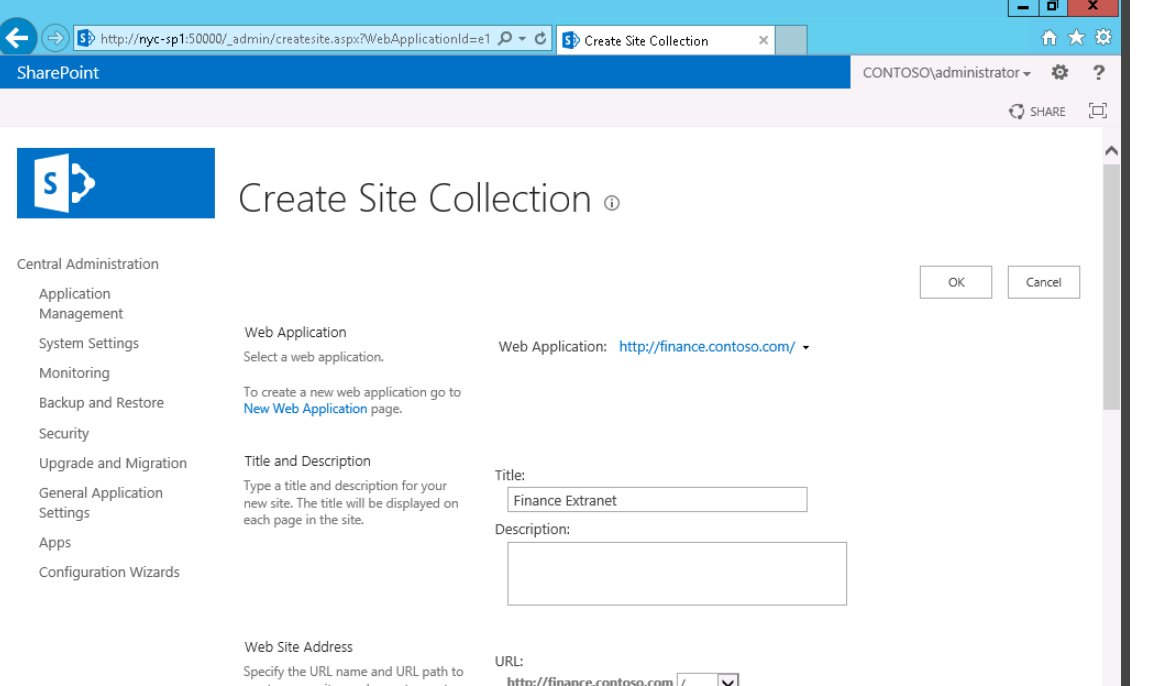 http://nyc-sp1:50000/_admin/createsite.aspx?WebApplicationId=e1
Create Site Collection
SharePoint
CONTOSO\administrator
?
SHARE
S
Create Site Collection
Central Administration
Application
Management
System Settings
Monitoring
Backup and Restore
Security
Upgrade and Migration
General Application
Settings
Apps
Configuration Wizards
OK
Cancel
Web Application
Select a web application.
To create a new web application go to
New Web Application page.
Web Application: http://finance.contoso.com/
Title and Description
Type a title and description for your
new site. The title will be displayed on
each page in the site.
Title:
Finance Extranet
Description:
Web Site Address
Specify the URL name and URL path to
URL:
http://finance.contoso.com /